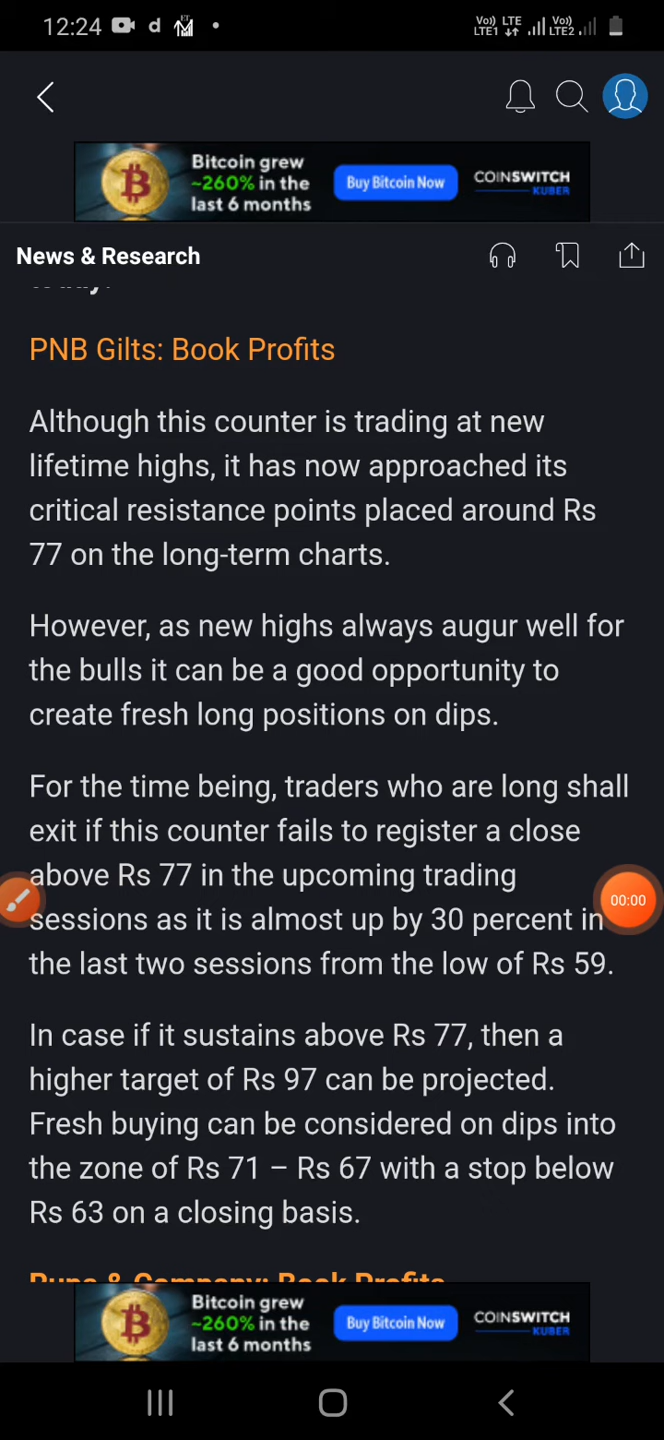 12:24 d
Vo)) LTE Vo))
LTE1 LTE2
Bitcoin grew
~260% in the
last 6 months
Buy Bitcoin Now
COINSWITCH
KUBER
News & Research
PNB Gilts: Book Profits
Although this counter is trading at new
lifetime highs, it has now approached its
critical resistance points placed around Rs
77 on the long-term charts.
However, as new highs always augur well for
the bulls it can be a good opportunity to
create fresh long positions on dips.
For the time being, traders who are long shall
exit if this counter fails to register a close
above Rs 77 in the upcoming trading
sessions as it is almost up by 30 percent in
00:00
the last two sessions from the low of Rs 59.
In case if it sustains above Rs 77, then a
higher target of Rs 97 can be projected.
Fresh buying can be considered on dips into
the zone of Rs 71 – Rs 67 with a stop below
Rs 63 on a closing basis.
& Company: Book Profits
Bitcoin grew
~260% in the
last 6 months
Buy Bitcoin Now
COINSWITCH
KUBER